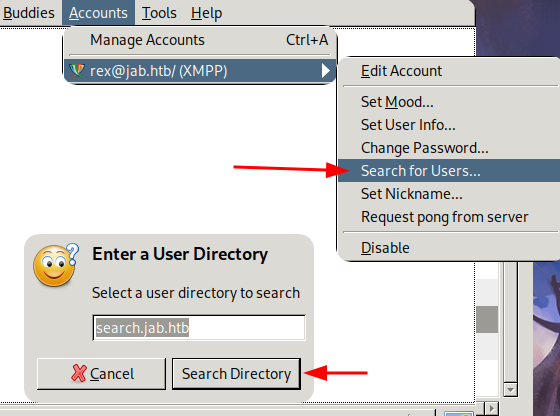 Buddies Accounts Tools Help
Manage Accounts Ctrl+A
rex@jab.htb/ (XMPP)
Edit Account
Set Mood...
Set User Info...
Change Password...
Search for Users...
Set Nickname...
Request pong from server
Disable
Enter a User Directory
Select a user directory to search
search.jab.htb
Cancel Search Directory